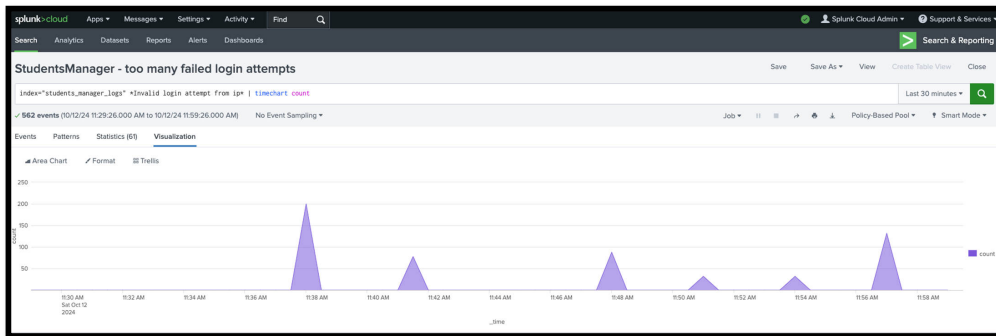 splunk>cloud Apps Messages Settings Activity Find Splunk Cloud Admin Support & Services
Search Analytics Datasets Reports Alerts Dashboards Search & Reporting
StudentsManager - too many failed login attempts Save Save As View Create Table View Close
index="students_manager_logs" *Invalid login attempt from ip* | timechart count Last 30 minutes
✓ 562 events (10/12/24 11:29:26.000 AM to 10/12/24 11:59:26.000 AM) No Event Sampling Job Policy-Based Pool Smart Mode
Events Patterns Statistics (61) Visualization
Area Chart Format Trellis
250
200
150
100
50
count
count
11:30 AM 11:32 AM 11:34 AM 11:36 AM 11:38 AM 11:40 AM 11:42 AM 11:44 AM 11:46 AM 11:48 AM 11:50 AM 11:52 AM 11:54 AM 11:56 AM 11:58 AM
Sat Oct 12
2024
_time